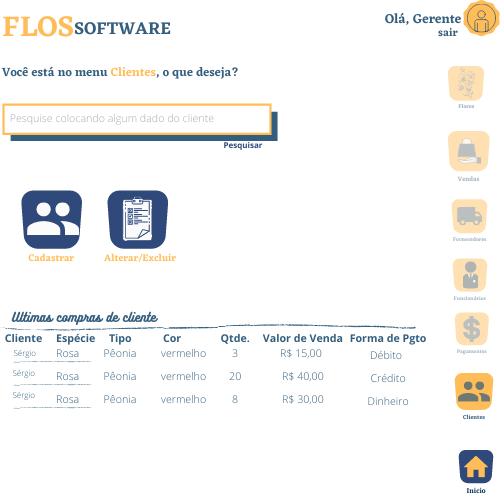 FLOSSOFTWARE
Olá, Gerente
sair
Você está no menu Clientes, o que deseja?
Pesquise colocando algum dado do cliente
Pesquisar
Flores
Vendas
Fornecedores
Funcionários
Pagamentos
Clientes
Inicio
Cadastrar
Alterar/Excluir
Ultimas compras de cliente
Cliente Espécie Tipo Cor Qtde. Valor de Venda Forma de Pgto
Sérgio Rosa Pêonia vermelho 3 R$ 15,00 Débito
Sérgio Rosa Pêonia vermelho 20 R$ 40,00 Crédito
Sérgio Rosa Pêonia vermelho 8 R$ 30,00 Dinheiro